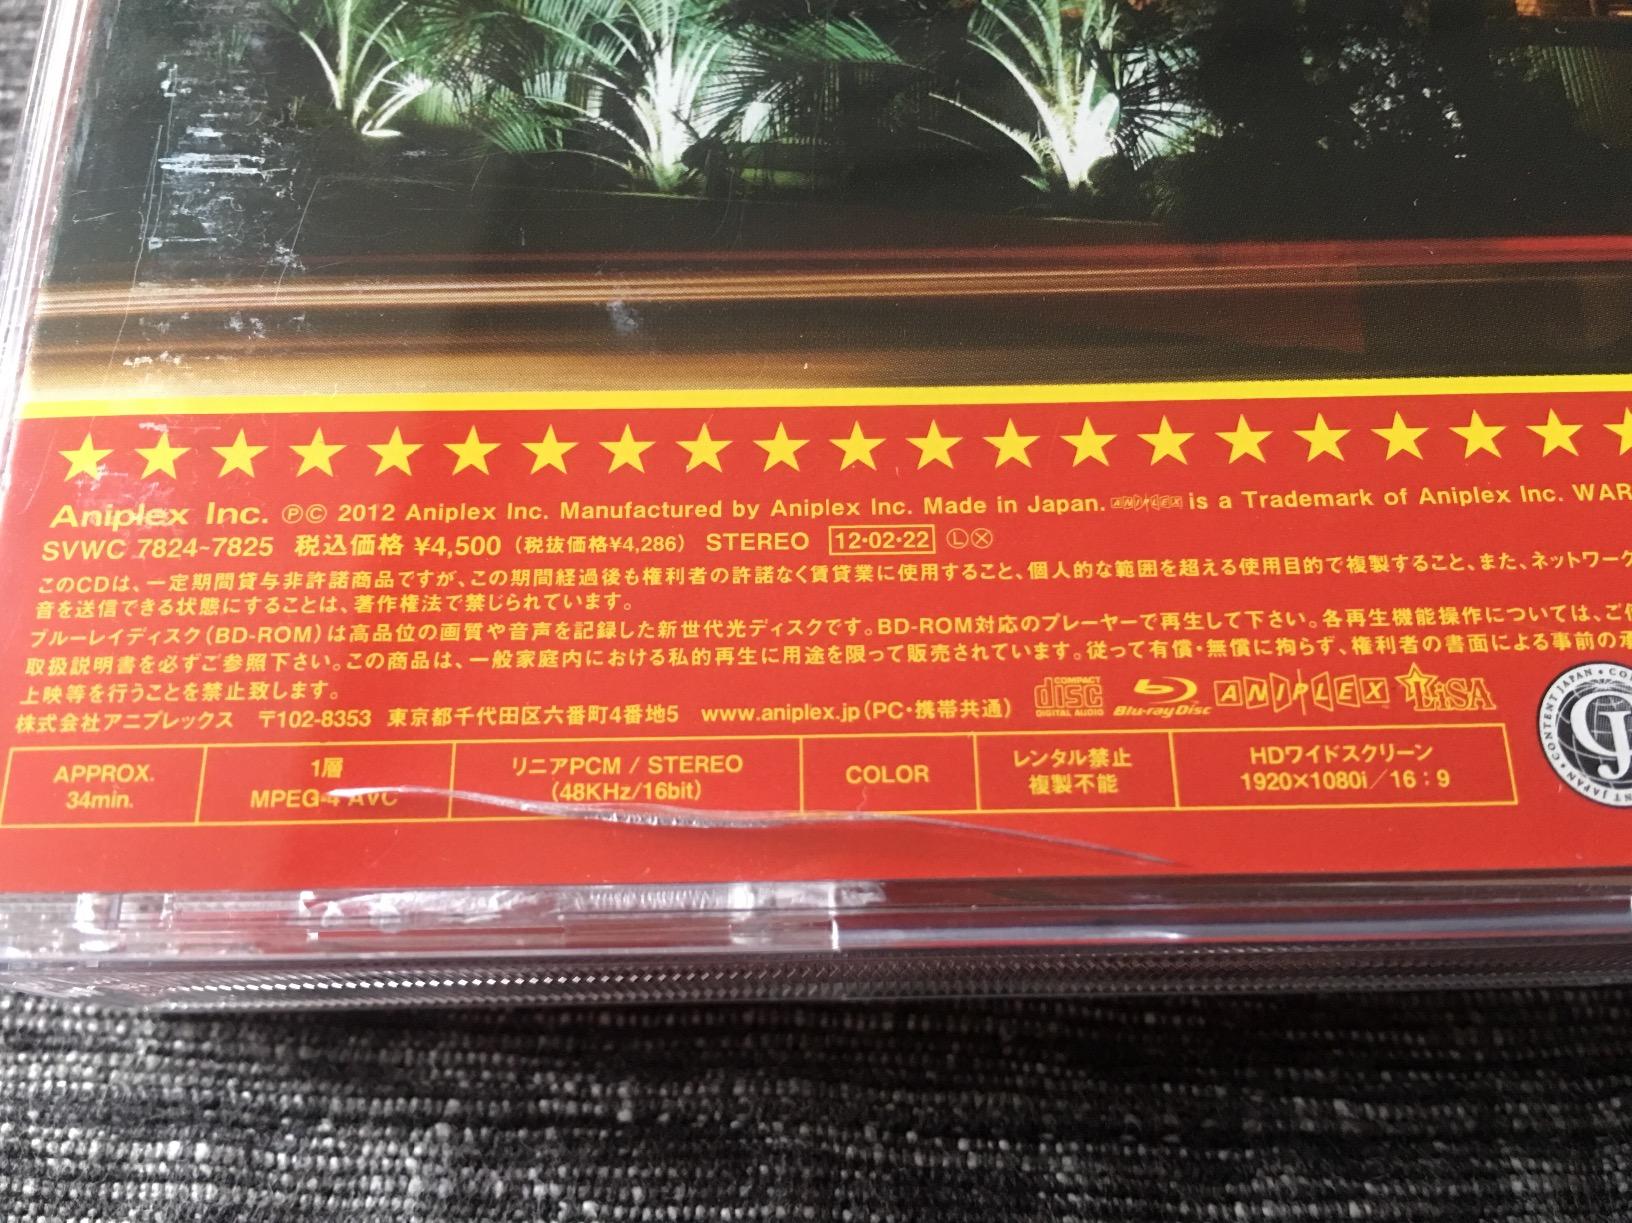 Aniplex Inc. ℗© 2012 Aniplex Inc. Manufactured by Aniplex Inc. Made in Japan. ANIPLEX is a Trademark of Aniplex Inc.
SVWC 7824~7825 税込価格 ¥4,500 (税抜価格¥4,286) STEREO 12・02・22 Ⓛ Ⓧ
このCDは、一定期間貸与非許諾商品ですが、この期間経過後も権利者の許諾なく賃貸業に使用すること、個人的な範囲を超える使用目的で複製すること、また、ネットワーク
音を送信できる状態にすることは、著作権法で禁じられています。
ブルーレイディスク(BD-ROM)は高品位の画質や音声を記録した新世代光ディスクです。BD-ROM対応のプレーヤーで再生して下さい。各再生機能操作については、ご
取扱説明書を必ずご参照下さい。この商品は、一般家庭内における私的再生に用途を限って販売されています。従って有償・無償に拘らず、権利者の書面による事前の
上映等を行うことを禁止致します。
株式会社アニプレックス 〒102-8353 東京都千代田区六番町4番地5 www.aniplex.jp(PC・携帯共通) COMPACT disc DIGITAL AUDIO Blu-ray Disc ANIPLEX LiSA
APPROX. 34min.
1層 MPEG-4 AVC
リニアPCM / STEREO (48KHz/16bit)
COLOR
レンタル禁止 複製不能
HDワイドスクリーン 1920×1080i/16:9
CONTENT JAPAN